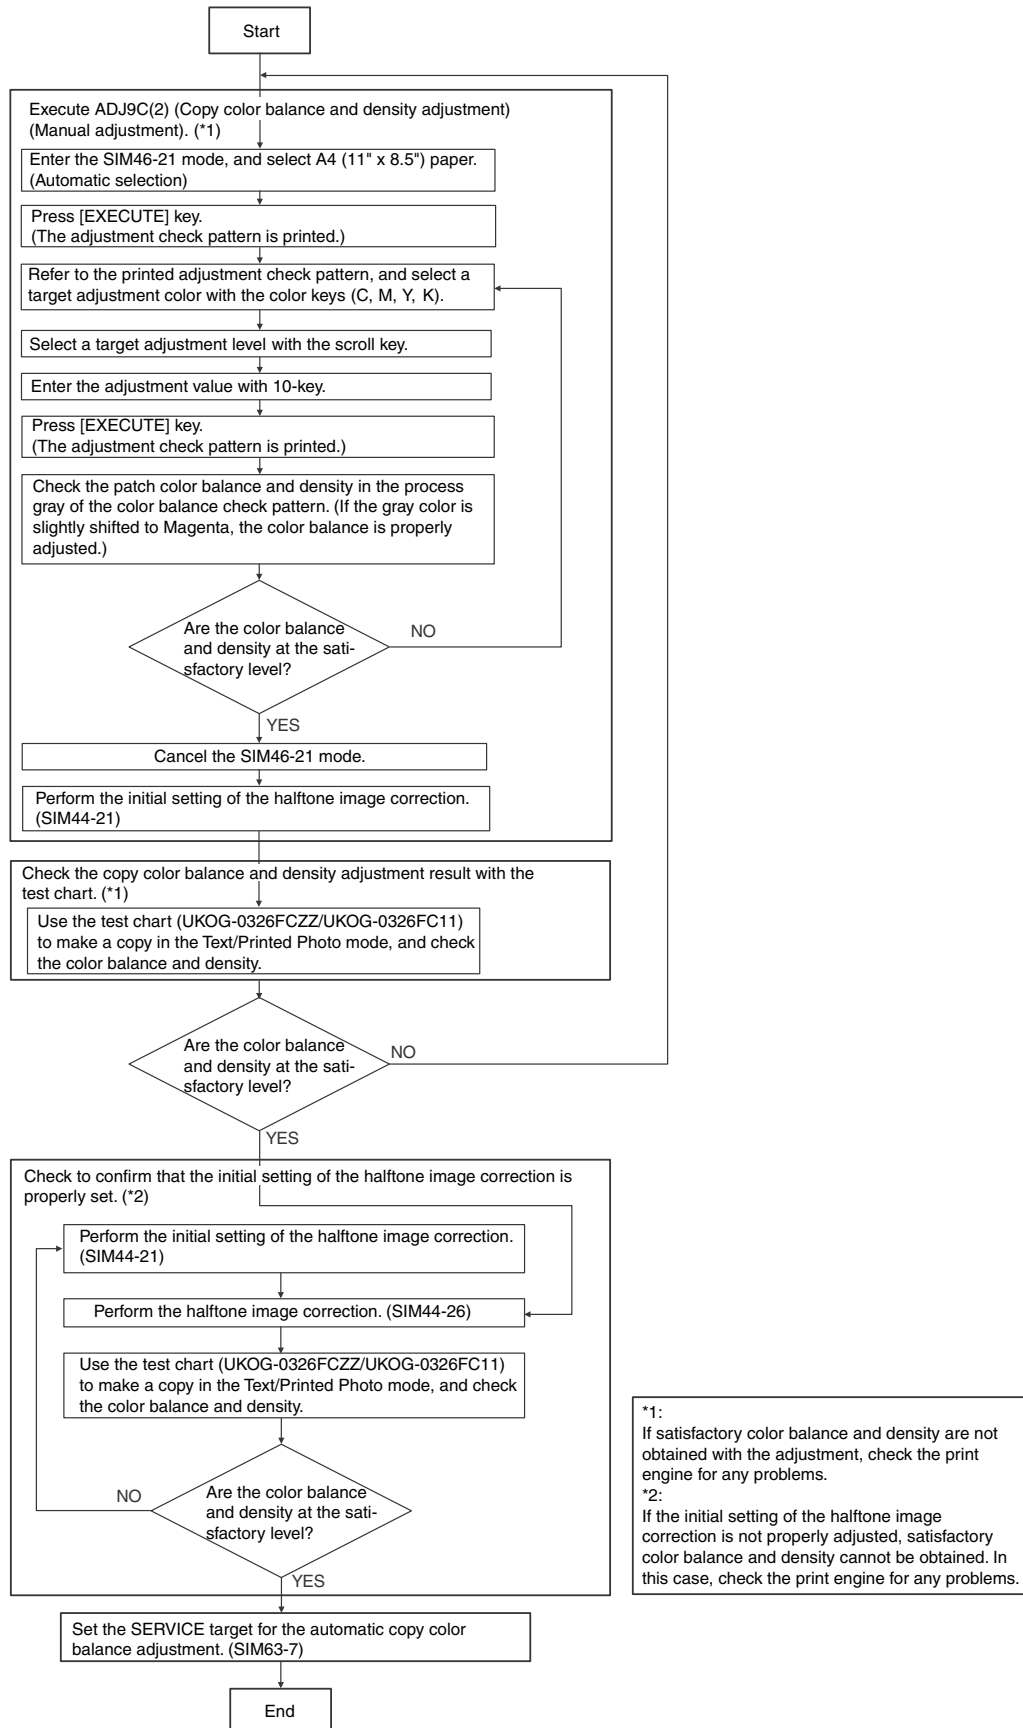 Start
Execute ADJ9C(2) (Copy color balance and density adjustment)
(Manual adjustment). (*1)
Enter the SIM46-21 mode, and select A4 (11" x 8.5") paper.
(Automatic selection)
Press [EXECUTE] key.
(The adjustment check pattern is printed.)
Refer to the printed adjustment check pattern, and select a
target adjustment color with the color keys (C, M, Y, K).
Select a target adjustment level with the scroll key.
Enter the adjustment value with 10-key.
Press [EXECUTE] key.
(The adjustment check pattern is printed.)
Check the patch color balance and density in the process
gray of the color balance check pattern. (If the gray color is
slightly shifted to Magenta, the color balance is properly
adjusted.)
Are the color balance
and density at the sati-
sfactory level?
NO
YES
Cancel the SIM46-21 mode.
Perform the initial setting of the halftone image correction.
(SIM44-21)
Check the copy color balance and density adjustment result with the
test chart. (*1)
Use the test chart (UKOG-0326FCZZ/UKOG-0326FC11)
to make a copy in the Text/Printed Photo mode, and check
the color balance and density.
Are the color balance
and density at the sati-
sfactory level?
NO
YES
Check to confirm that the initial setting of the halftone image correction is
properly set. (*2)
Perform the initial setting of the halftone image correction.
(SIM44-21)
Perform the halftone image correction. (SIM44-26)
Use the test chart (UKOG-0326FCZZ/UKOG-0326FC11)
to make a copy in the Text/Printed Photo mode, and check
the color balance and density.
Are the color balance
and density at the sati-
sfactory level?
NO
YES
Set the SERVICE target for the automatic copy color
balance adjustment. (SIM63-7)
End
*1:
If satisfactory color balance and density are not
obtained with the adjustment, check the print
engine for any problems.
*2:
If the initial setting of the halftone image
correction is not properly adjusted, satisfactory
color balance and density cannot be obtained. In
this case, check the print engine for any problems.